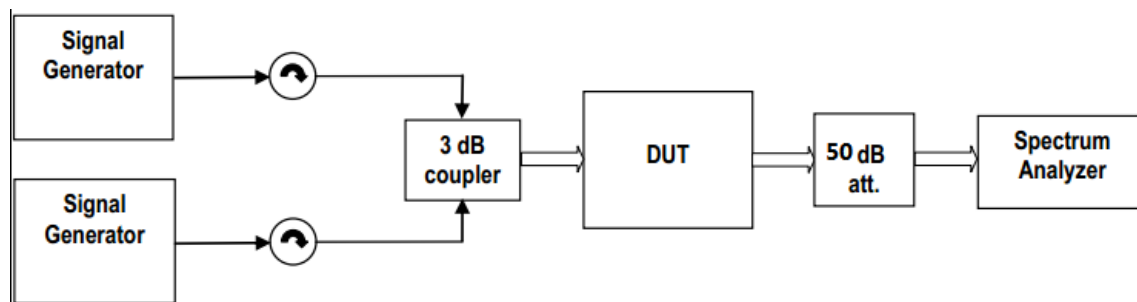 Signal
Generator
3 dB
coupler
DUT
50 dB
att.
Spectrum
Analyzer
Signal
Generator